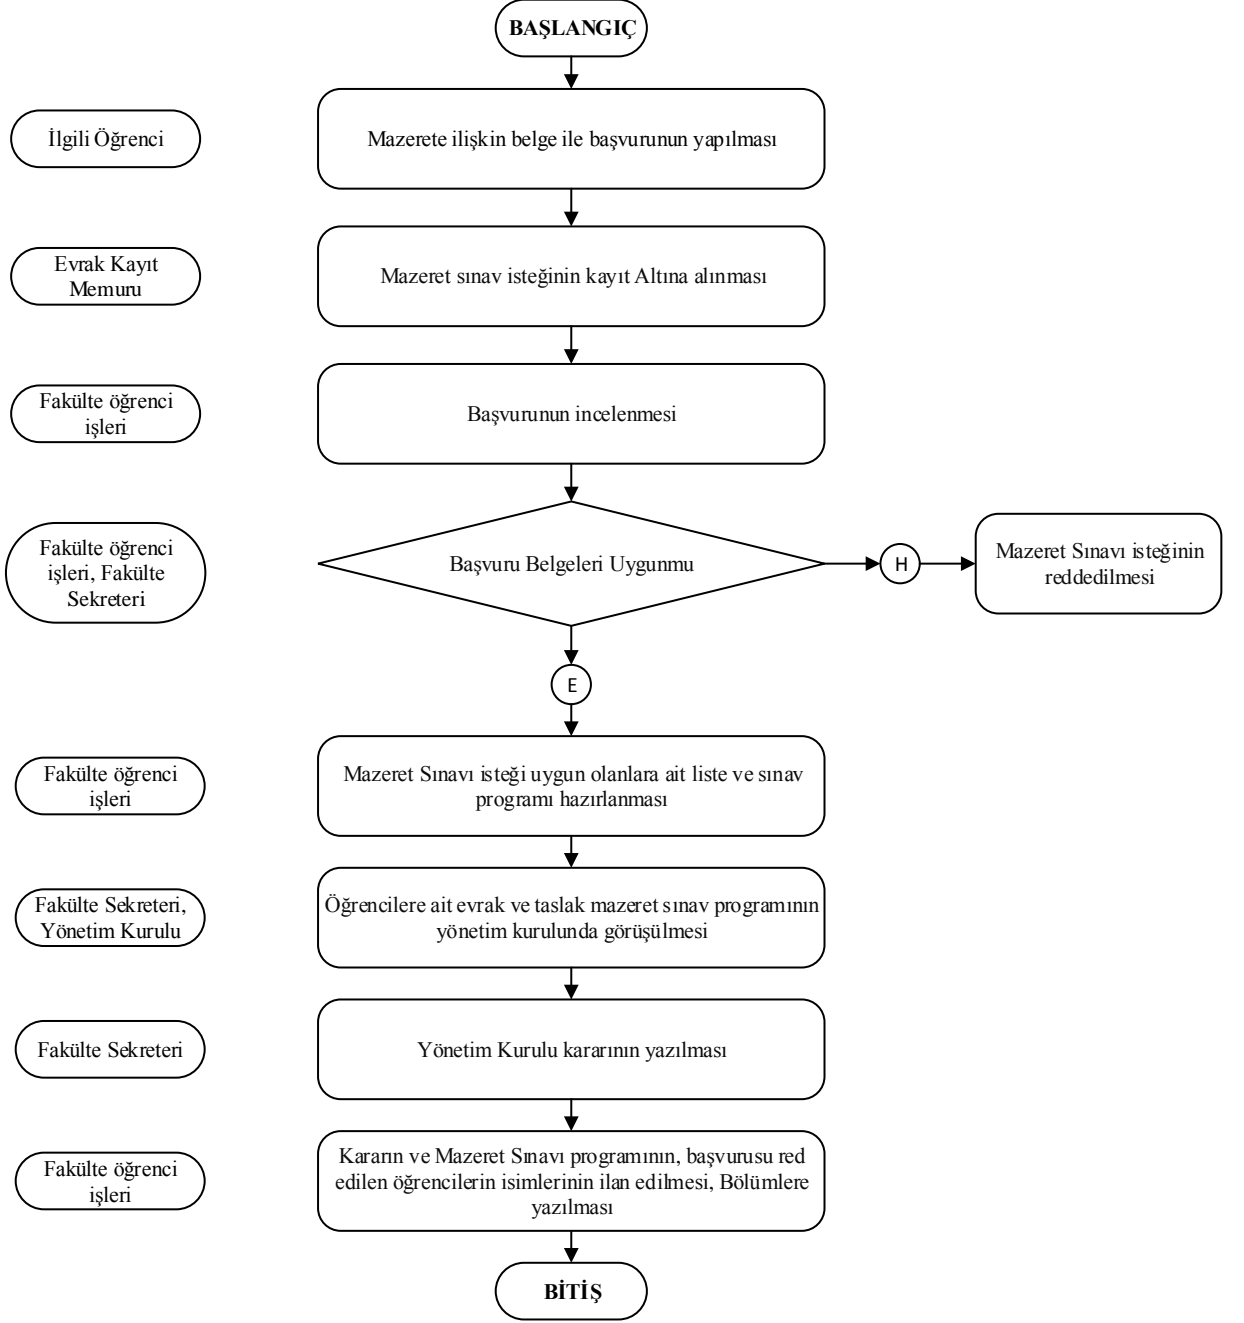 BAŞLANGIÇ
İlgili Öğrenci
Mazerete ilişkin belge ile başvurunun yapılması
Evrak Kayıt
Memuru
Mazeret sınav isteğinin kayıt Altına alınması
Fakülte öğrenci
işleri
Başvurunun incelenmesi
Fakülte öğrenci
işleri, Fakülte
Sekreteri
Başvuru Belgeleri Uygunmu
H
Mazeret Sınavı isteğinin
reddedilmesi
E
Fakülte öğrenci
işleri
Mazeret Sınavı isteği uygun olanlara ait liste ve sınav
programı hazırlanması
Fakülte Sekreteri,
Yönetim Kurulu
Öğrencilere ait evrak ve taslak mazeret sınav programının
yönetim kurulunda görüşülmesi
Fakülte Sekreteri
Yönetim Kurulu kararının yazılması
Fakülte öğrenci
işleri
Kararın ve Mazeret Sınavı programının, başvurusu red
edilen öğrencilerin isimlerinin ilan edilmesi, Bölümlere
yazılması
BİTİŞ